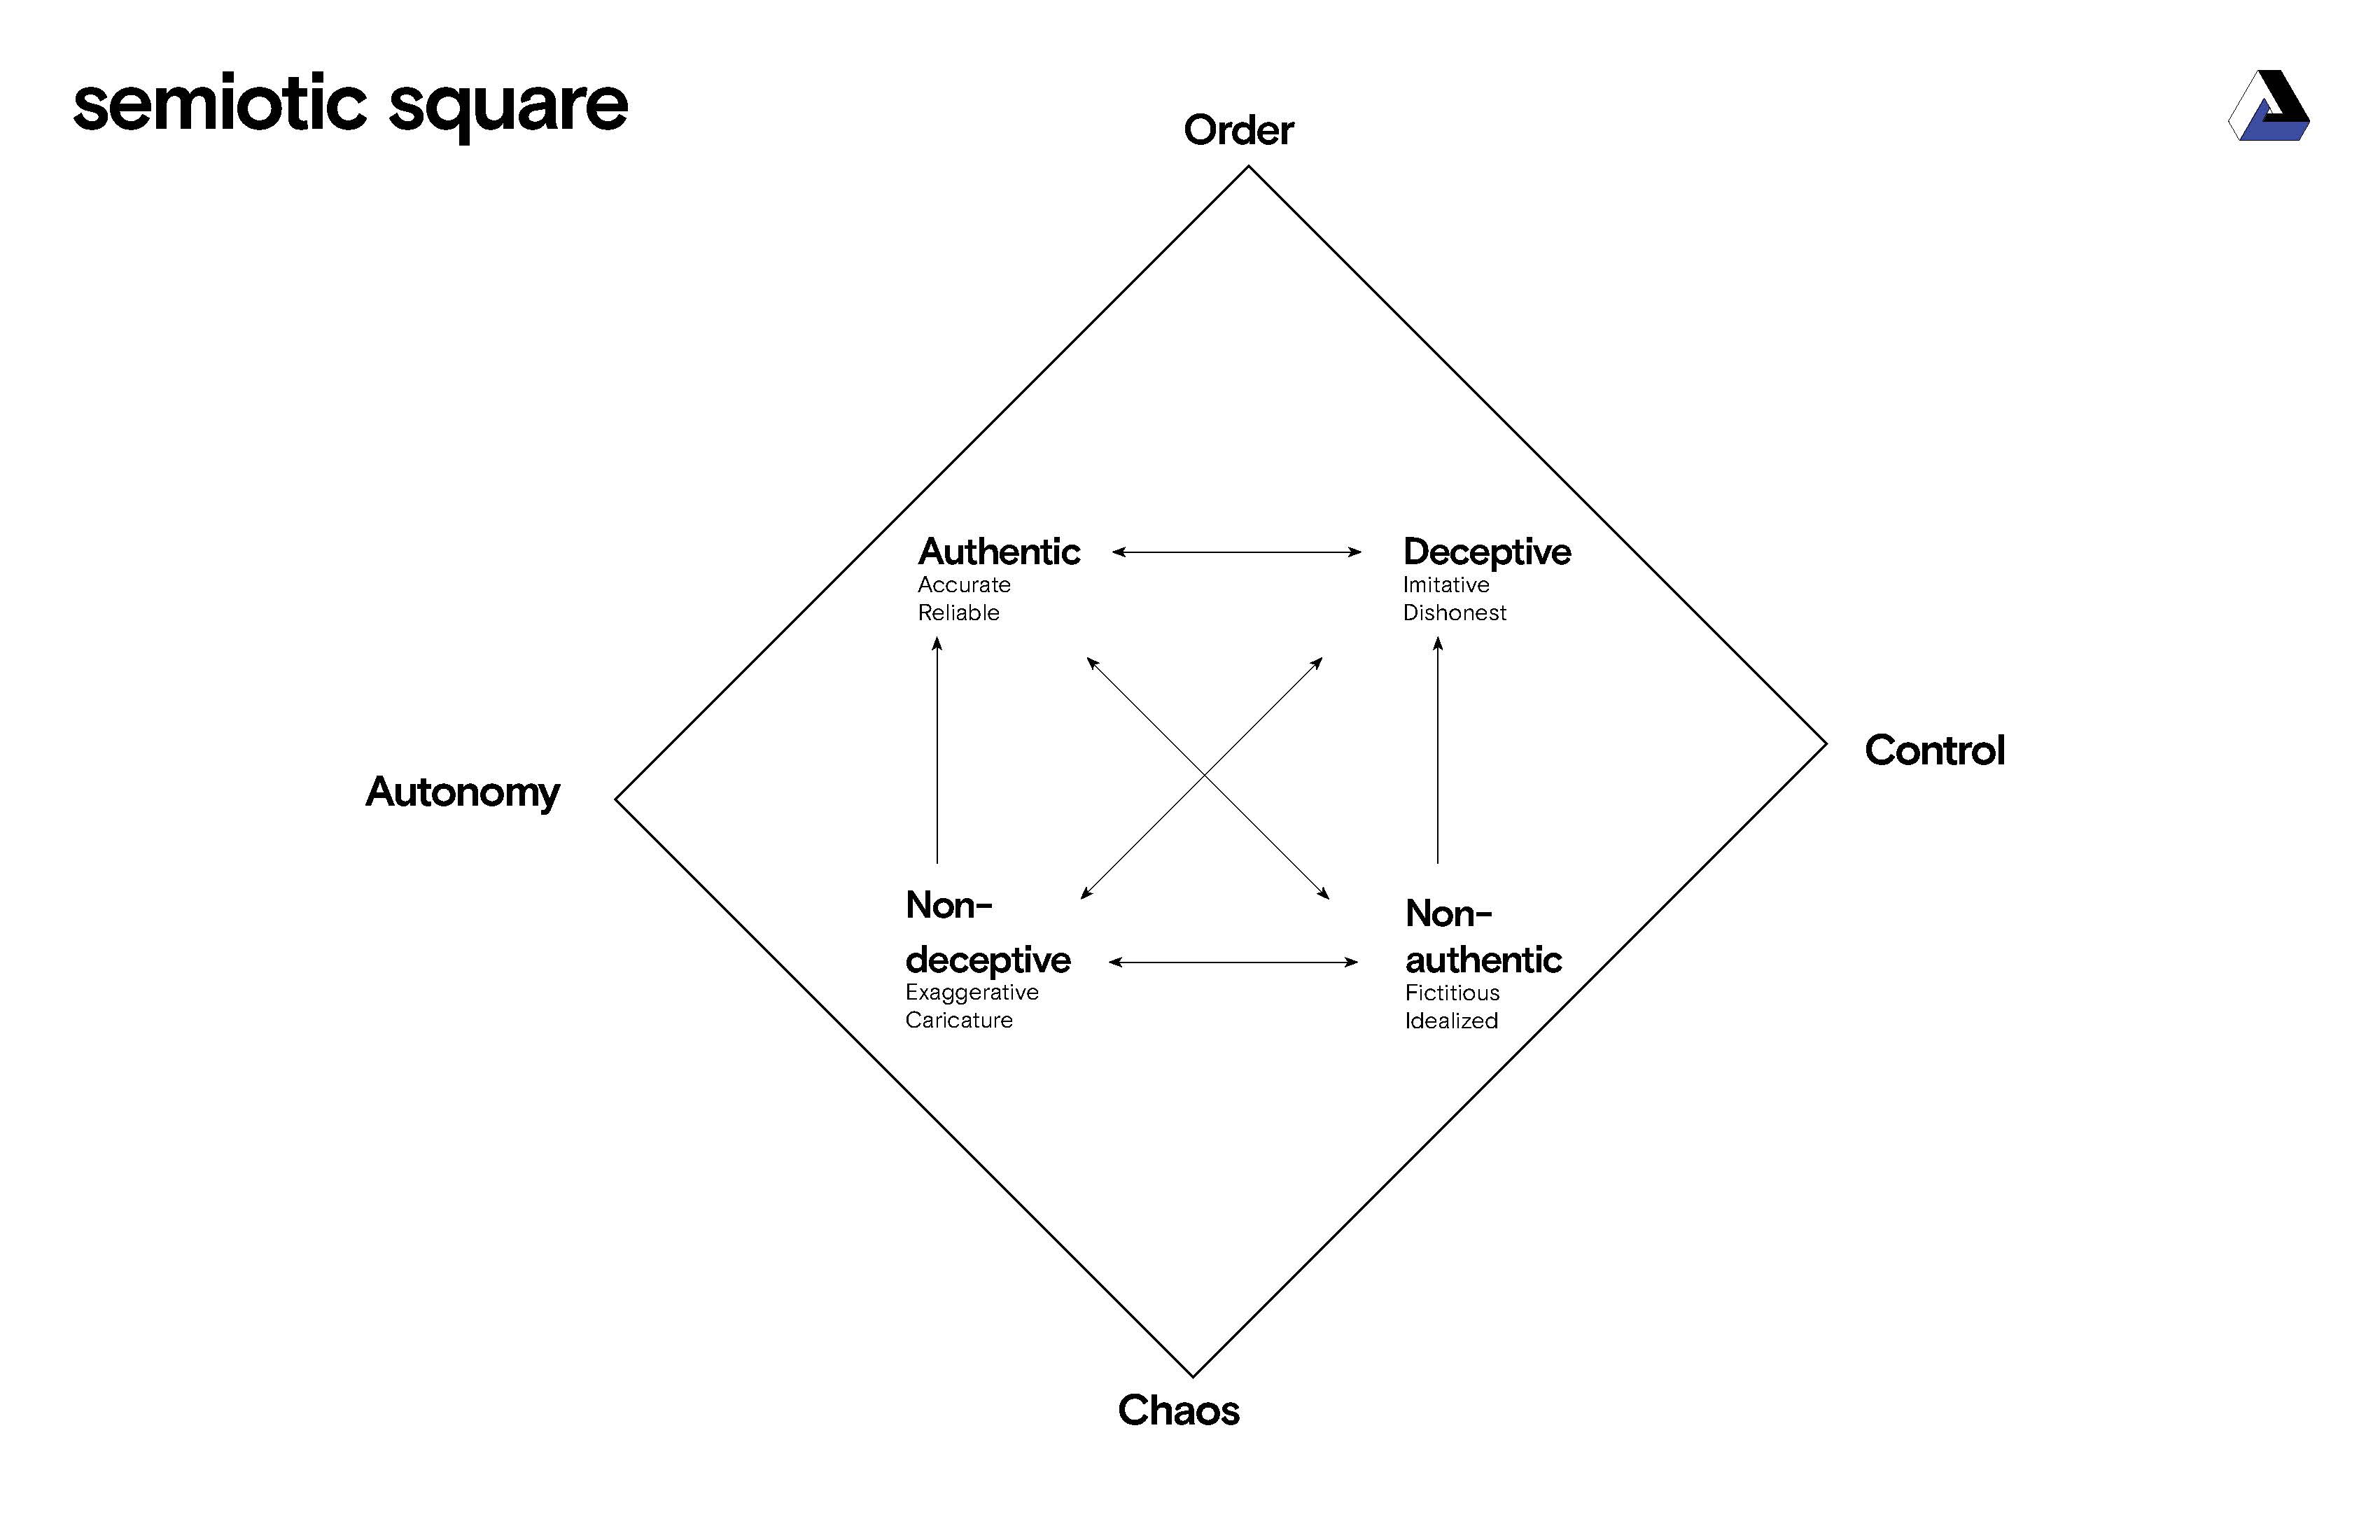 semiotic square
Order
Authentic
Accurate
Reliable
Deceptive
Imitative
Dishonest
Autonomy
Control
Non-
deceptive
Exaggerative
Caricature
Non-
authentic
Fictitious
Idealized
Chaos